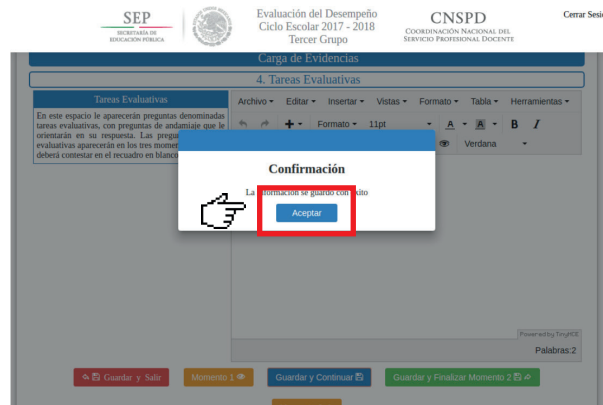 SEP
SECRETARÍA DE
EDUCACIÓN PÚBLICA
Evaluación del Desempeño
Ciclo Escolar 2017 - 2018
Tercer Grupo
CNSPD
COORDINACIÓN NACIONAL DEL
SERVICIO PROFESIONAL DOCENTE
Cerrar Sesió
Carga de Evidencias
4. Tareas Evaluativas
Tareas Evaluativas
En este espacio le aparecerán preguntas denominadas
tareas evaluativas, con preguntas de andamiaje que le
orientarán en su respuesta. Las pregu
evaluativas aparecerán en los tres momen
deberá contestar en el recuadro en blanco
Archivo Editar Insertar Vistas Formato Tabla Herramientas
Formato 11pt A A B I
Verdana
Confirmación
La información se guardo con éxito
Aceptar
Powered by TinyMCE
Palabras:2
Guardar y Salir
Momento 1
Guardar y Continuar
Guardar y Finalizar Momento 2